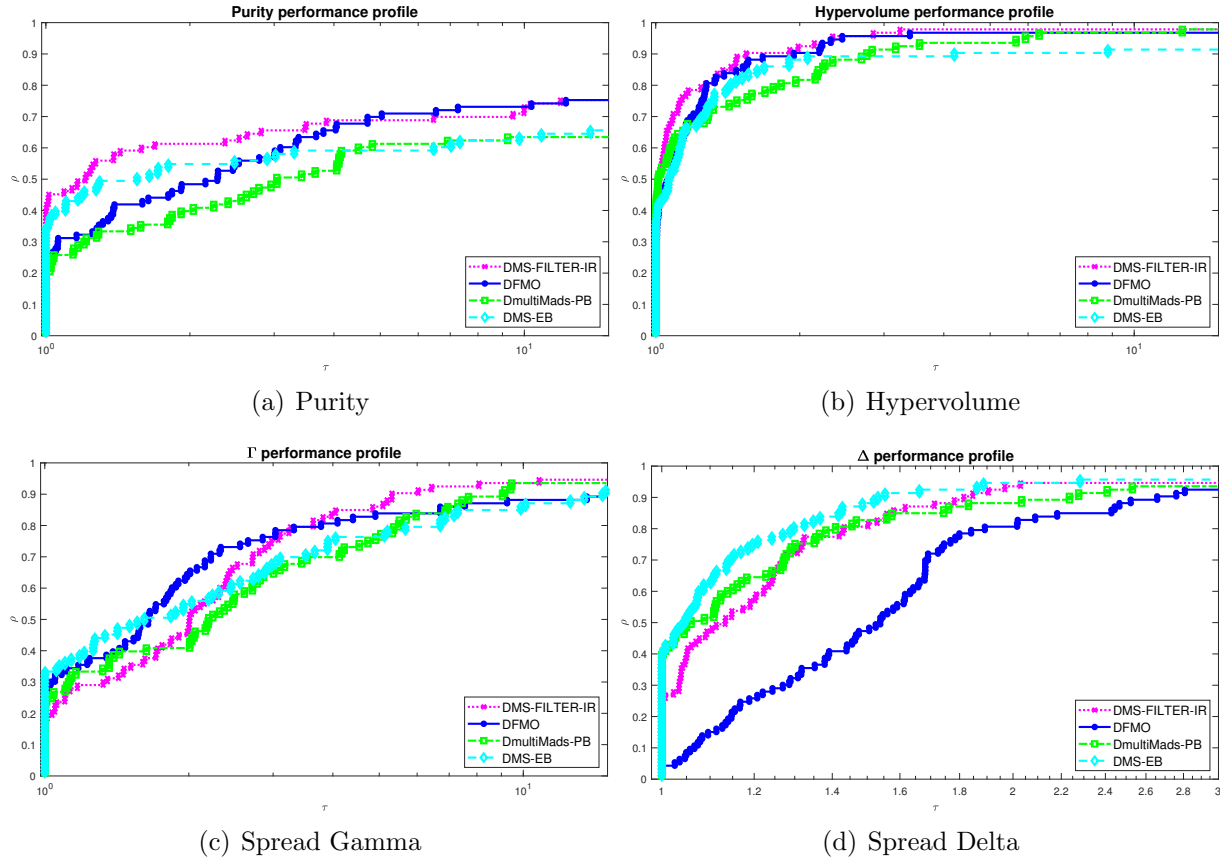 Purity performance profile
1
0.9
0.8
0.7
0.6
0.5
0.4
0.3
0.2
0.1
0
ρ
10^0
10^1
τ
DMS-FILTER-IR
DFMO
DmultiMads-PB
DMS-EB
(a) Purity
Hypervolume performance profile
1
0.9
0.8
0.7
0.6
0.5
0.4
0.3
0.2
0.1
0
ρ
10^0
10^1
τ
DMS-FILTER-IR
DFMO
DmultiMads-PB
DMS-EB
(b) Hypervolume
Γ performance profile
1
0.9
0.8
0.7
0.6
0.5
0.4
0.3
0.2
0.1
0
ρ
10^0
10^1
τ
DMS-FILTER-IR
DFMO
DmultiMads-PB
DMS-EB
(c) Spread Gamma
Δ performance profile
1
0.9
0.8
0.7
0.6
0.5
0.4
0.3
0.2
0.1
0
ρ
1 1.2 1.4 1.6 1.8 2 2.2 2.4 2.6 2.8 3
τ
DMS-FILTER-IR
DFMO
DmultiMads-PB
DMS-EB
(d) Spread Delta